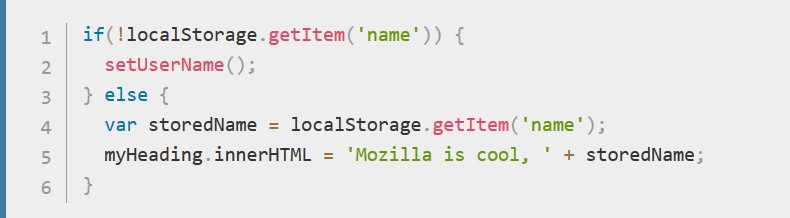 1 if(!localStorage.getItem('name')) {
2   setUserName();
3 } else {
4   var storedName = localStorage.getItem('name');
5   myHeading.innerHTML = 'Mozilla is cool, ' + storedName;
6 }